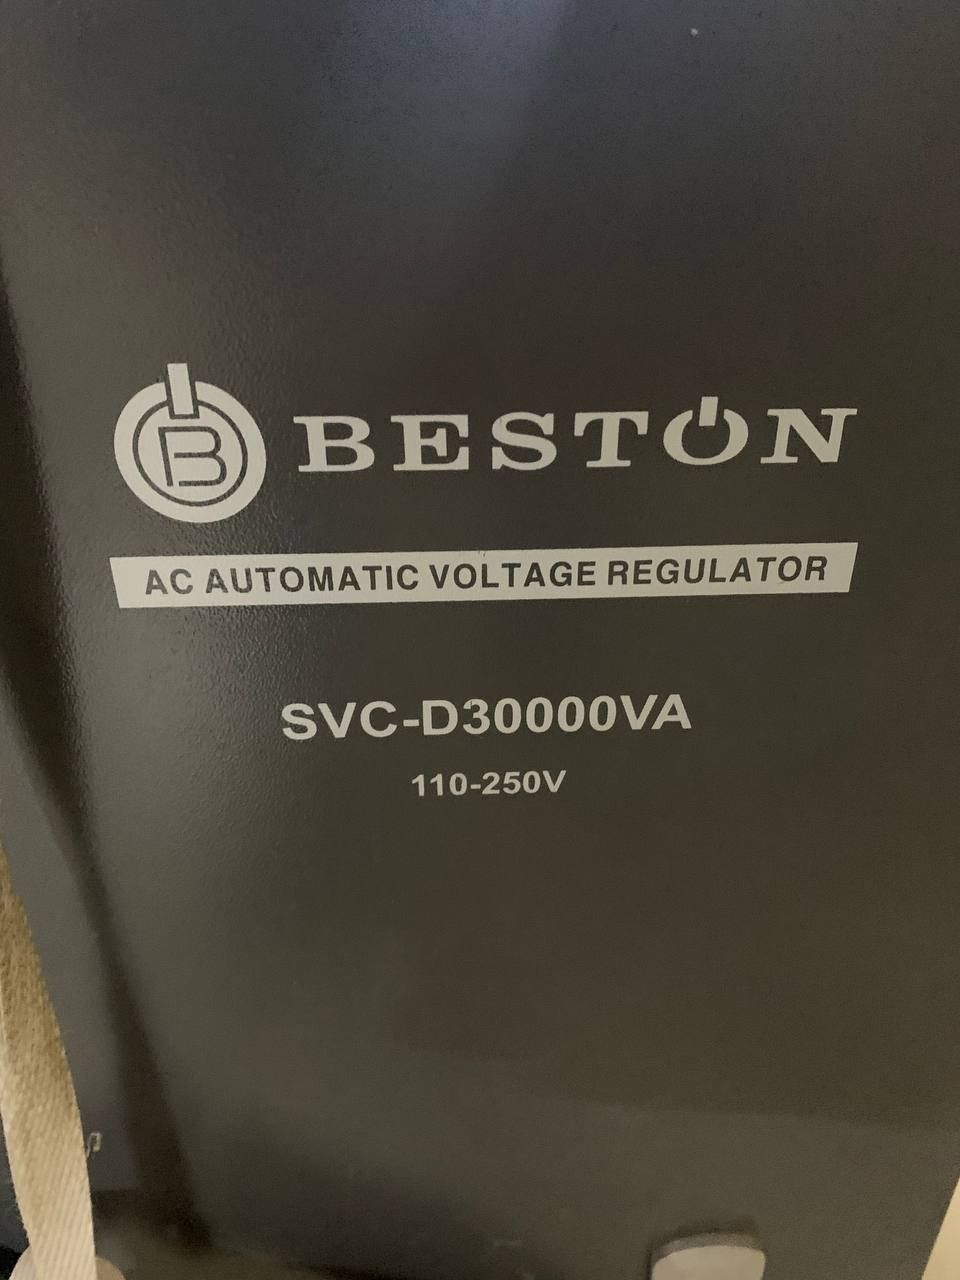 B BESTON
AC AUTOMATIC VOLTAGE REGULATOR
SVC-D30000VA
110-250V